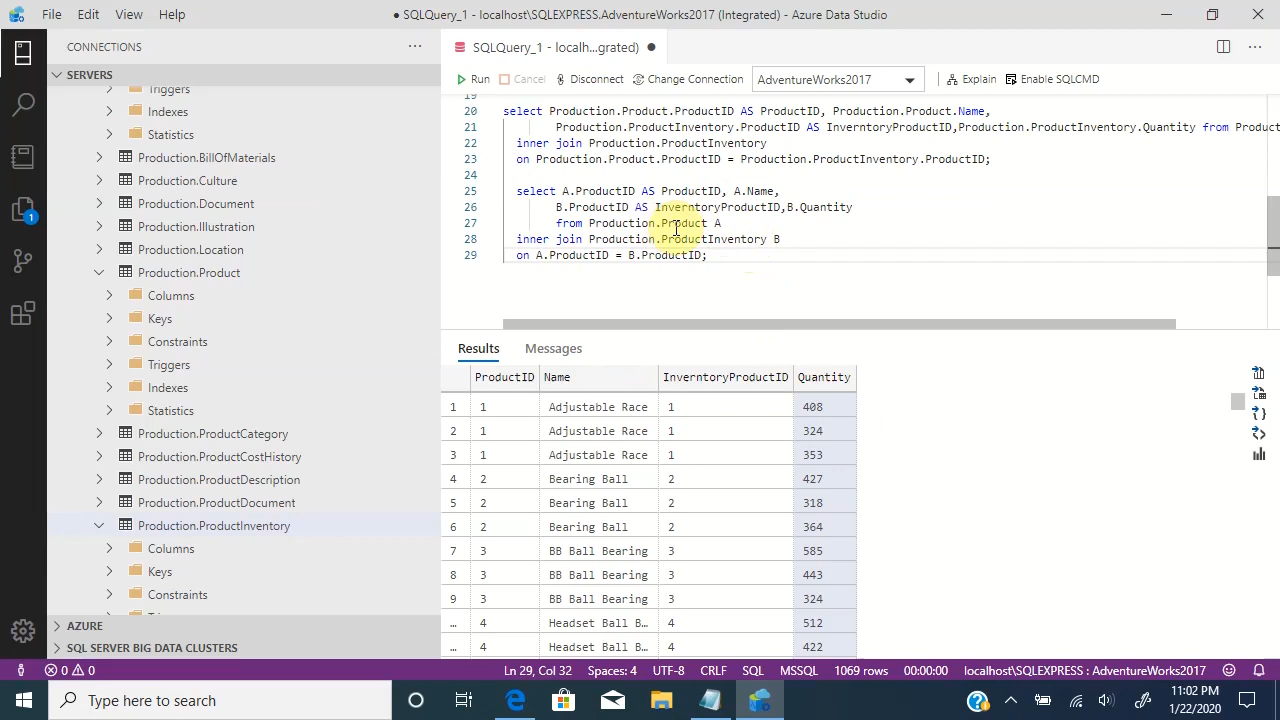 File Edit View Help ● SQLQuery_1 - localhost\SQLEXPRESS.AdventureWorks2017 (Integrated) - Azure Data Studio
CONNECTIONS
SERVERS
Triggers
Indexes
Statistics
Production.BillOfMaterials
Production.Culture
Production.Document
Production.Illustration
Production.Location
Production.Product
Columns
Keys
Constraints
Triggers
Indexes
Statistics
Production.ProductCategory
Production.ProductCostHistory
Production.ProductDescription
Production.ProductDocument
Production.ProductInventory
Columns
Keys
Constraints
AZURE
SQL SERVER BIG DATA CLUSTERS
1
SQLQuery_1 - localh...grated) ●
Run Cancel Disconnect Change Connection AdventureWorks2017 Explain Enable SQLCMD
19
20 select Production.Product.ProductID AS ProductID, Production.Product.Name,
21 Production.ProductInventory.ProductID AS InverntoryProductID,Production.ProductInventory.Quantity from Product
22 inner join Production.ProductInventory
23 on Production.Product.ProductID = Production.ProductInventory.ProductID;
24
25 select A.ProductID AS ProductID, A.Name,
26 B.ProductID AS InverntoryProductID,B.Quantity
27 from Production.Product A
28 inner join Production.ProductInventory B
29 on A.ProductID = B.ProductID;
Results Messages
ProductID Name InverntoryProductID Quantity
1 1 Adjustable Race 1 408
2 1 Adjustable Race 1 324
3 1 Adjustable Race 1 353
4 2 Bearing Ball 2 427
5 2 Bearing Ball 2 318
6 2 Bearing Ball 2 364
7 3 BB Ball Bearing 3 585
8 3 BB Ball Bearing 3 443
9 3 BB Ball Bearing 3 324
... 4 Headset Ball B... 4 512
... 4 Headset Ball B... 4 422
0 0 Ln 29, Col 32 Spaces: 4 UTF-8 CRLF SQL MSSQL 1069 rows 00:00:00 localhost\SQLEXPRESS : AdventureWorks2017
Type here to search
11:02 PM
1/22/2020